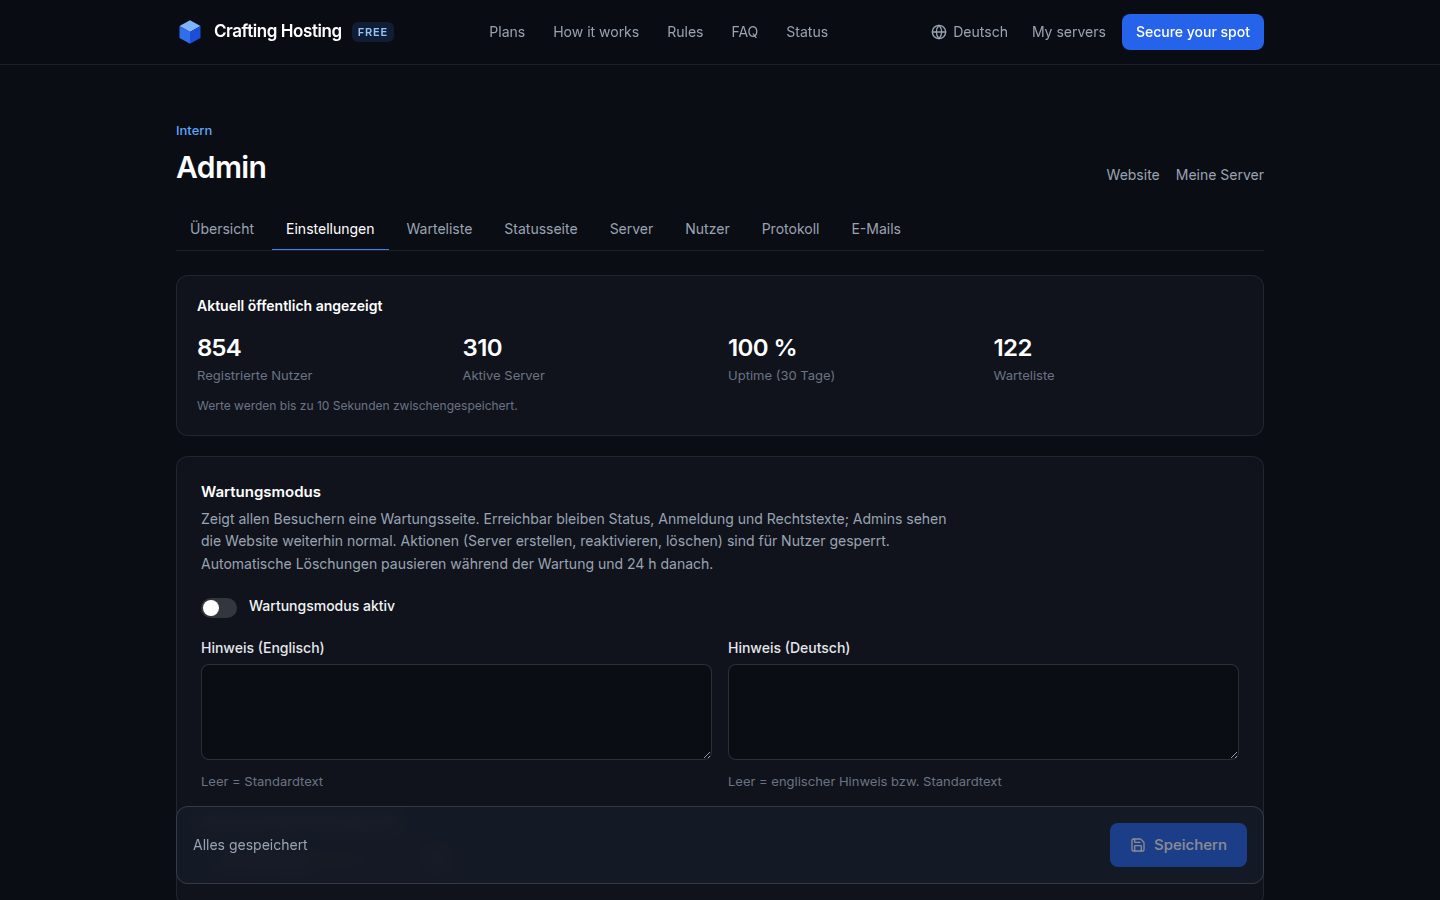 Crafting Hosting FREE Plans How it works Rules FAQ Status Deutsch My servers Secure your spot
Intern
Admin
Website Meine Server
Übersicht Einstellungen Warteliste Statusseite Server Nutzer Protokoll E-Mails
Aktuell öffentlich angezeigt
854 310 100 % 122
Registrierte Nutzer Aktive Server Uptime (30 Tage) Warteliste
Werte werden bis zu 10 Sekunden zwischengespeichert.
Wartungsmodus
Zeigt allen Besuchern eine Wartungsseite. Erreichbar bleiben Status, Anmeldung und Rechtstexte; Admins sehen
die Website weiterhin normal. Aktionen (Server erstellen, reaktivieren, löschen) sind für Nutzer gesperrt.
Automatische Löschungen pausieren während der Wartung und 24 h danach.
Wartungsmodus aktiv
Hinweis (Englisch) Hinweis (Deutsch)
Leer = Standardtext Leer = englischer Hinweis bzw. Standardtext
Alles gespeichert Speichern